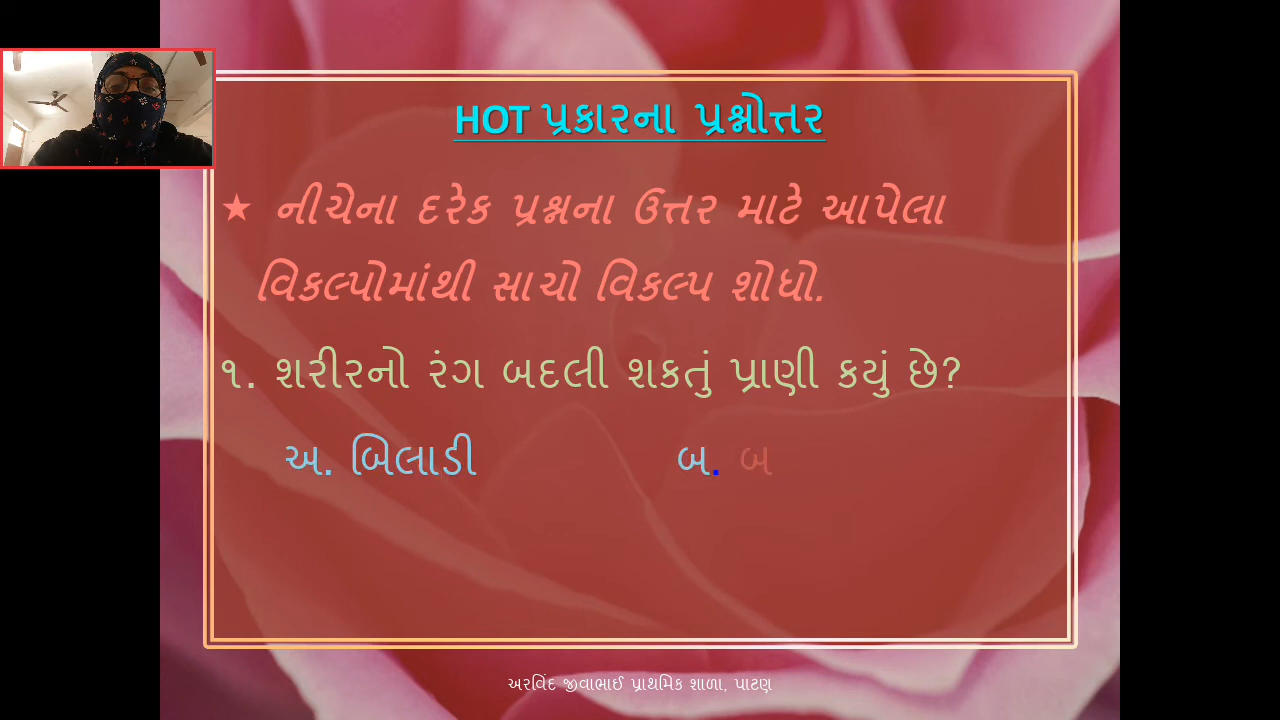 HOT પ્રકારના પ્રશ્નોત્તર
★ નીચેના દરેક પ્રશ્નના ઉત્તર માટે આપેલા
વિકલ્પોમાંથી સાચો વિકલ્પ શોધો.
૧. શરીરનો રંગ બદલી શકતું પ્રાણી કયું છે?
અ. બિલાડી બ. બ
અરવિંદ જીવાભાઈ પ્રાથમિક શાળા, પાટણ